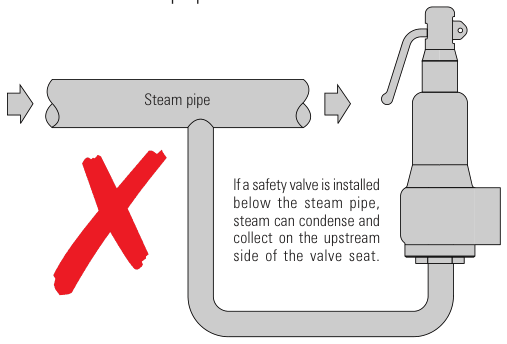 Steam pipe
If a safety valve is installed
below the steam pipe,
steam can condense and
collect on the upstream
side of the valve seat.